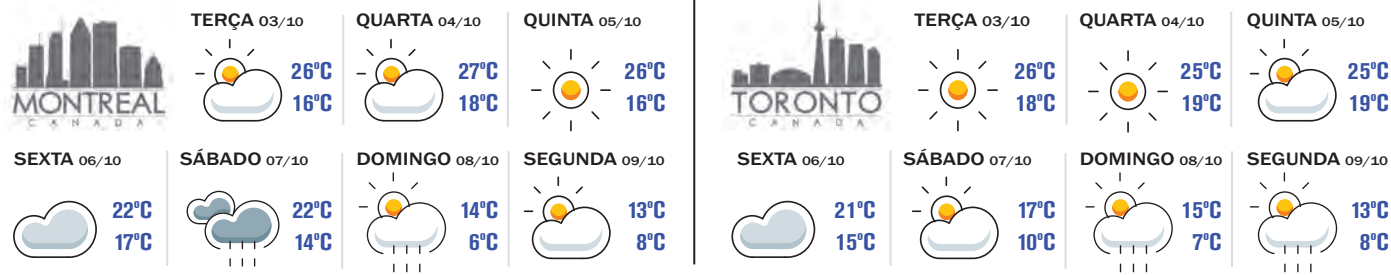 MONTREAL
CANADA
TERÇA 03/10
26ºC
16ºC
QUARTA 04/10
27ºC
18ºC
QUINTA 05/10
26ºC
16ºC
SEXTA 06/10
22ºC
17ºC
SÁBADO 07/10
22ºC
14ºC
DOMINGO 08/10
14ºC
6ºC
SEGUNDA 09/10
13ºC
8ºC
TORONTO
CANADA
TERÇA 03/10
26ºC
18ºC
QUARTA 04/10
25ºC
19ºC
QUINTA 05/10
25ºC
19ºC
SEXTA 06/10
21ºC
15ºC
SÁBADO 07/10
17ºC
10ºC
DOMINGO 08/10
15ºC
7ºC
SEGUNDA 09/10
13ºC
8ºC